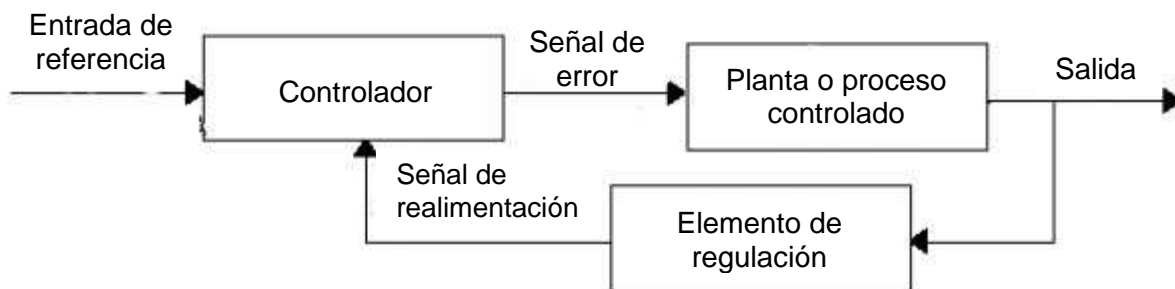 Entrada de
referencia
Controlador
Señal de
error
Planta o proceso
controlado
Salida
Señal de
realimentación
Elemento de
regulación